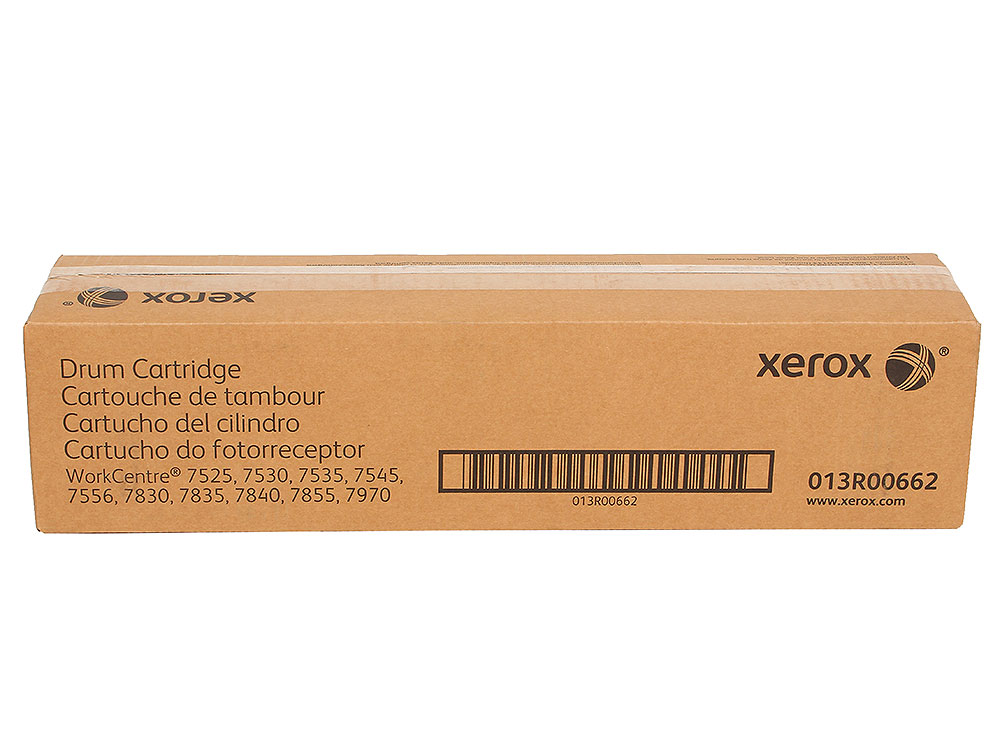 xerox ®
Drum Cartridge
Cartouche de tambour
Cartucho del cilindro
Cartucho do fotorreceptor
WorkCentre® 7525, 7530, 7535, 7545,
7556, 7830, 7835, 7840, 7855, 7970
xerox ®
013R00662
013R00662
www.xerox.com